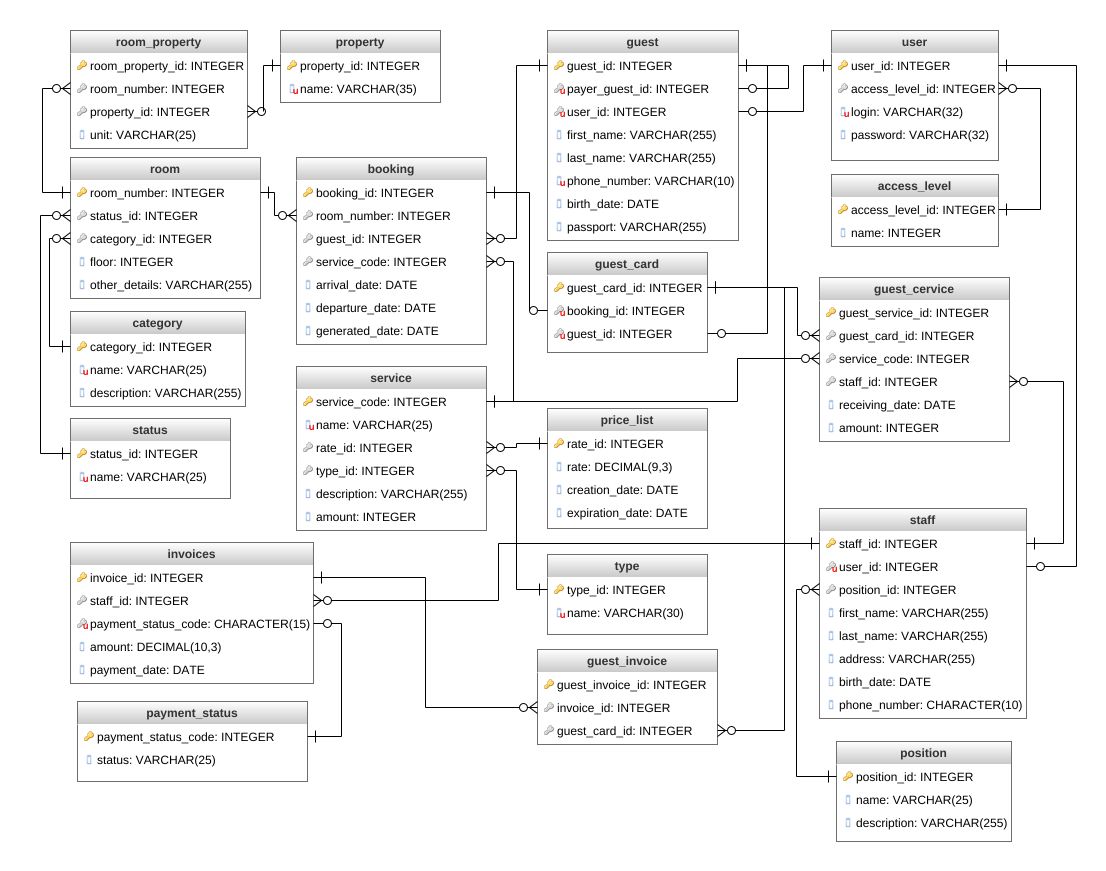 room_property
room_property_id: INTEGER
room_number: INTEGER
property_id: INTEGER
unit: VARCHAR(25)
property
property_id: INTEGER
name: VARCHAR(35)
guest
guest_id: INTEGER
payer_guest_id: INTEGER
user_id: INTEGER
first_name: VARCHAR(255)
last_name: VARCHAR(255)
phone_number: VARCHAR(10)
birth_date: DATE
passport: VARCHAR(255)
user
user_id: INTEGER
access_level_id: INTEGER
login: VARCHAR(32)
password: VARCHAR(32)
room
room_number: INTEGER
status_id: INTEGER
category_id: INTEGER
floor: INTEGER
other_details: VARCHAR(255)
booking
booking_id: INTEGER
room_number: INTEGER
guest_id: INTEGER
service_code: INTEGER
arrival_date: DATE
departure_date: DATE
generated_date: DATE
access_level
access_level_id: INTEGER
name: INTEGER
guest_card
guest_card_id: INTEGER
booking_id: INTEGER
guest_id: INTEGER
guest_cervice
guest_service_id: INTEGER
guest_card_id: INTEGER
service_code: INTEGER
staff_id: INTEGER
receiving_date: DATE
amount: INTEGER
category
category_id: INTEGER
name: VARCHAR(25)
description: VARCHAR(255)
service
service_code: INTEGER
name: VARCHAR(25)
rate_id: INTEGER
type_id: INTEGER
description: VARCHAR(255)
amount: INTEGER
price_list
rate_id: INTEGER
rate: DECIMAL(9,3)
creation_date: DATE
expiration_date: DATE
status
status_id: INTEGER
name: VARCHAR(25)
staff
staff_id: INTEGER
user_id: INTEGER
position_id: INTEGER
first_name: VARCHAR(255)
last_name: VARCHAR(255)
address: VARCHAR(255)
birth_date: DATE
phone_number: CHARACTER(10)
invoices
invoice_id: INTEGER
staff_id: INTEGER
payment_status_code: CHARACTER(15)
amount: DECIMAL(10,3)
payment_date: DATE
type
type_id: INTEGER
name: VARCHAR(30)
guest_invoice
guest_invoice_id: INTEGER
invoice_id: INTEGER
guest_card_id: INTEGER
payment_status
payment_status_code: INTEGER
status: VARCHAR(25)
position
position_id: INTEGER
name: VARCHAR(25)
description: VARCHAR(255)